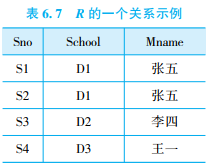 表 6.7 R 的一个关系示例
Sno School Mname
S1 D1 张五
S2 D1 张五
S3 D2 李四
S4 D3 王一